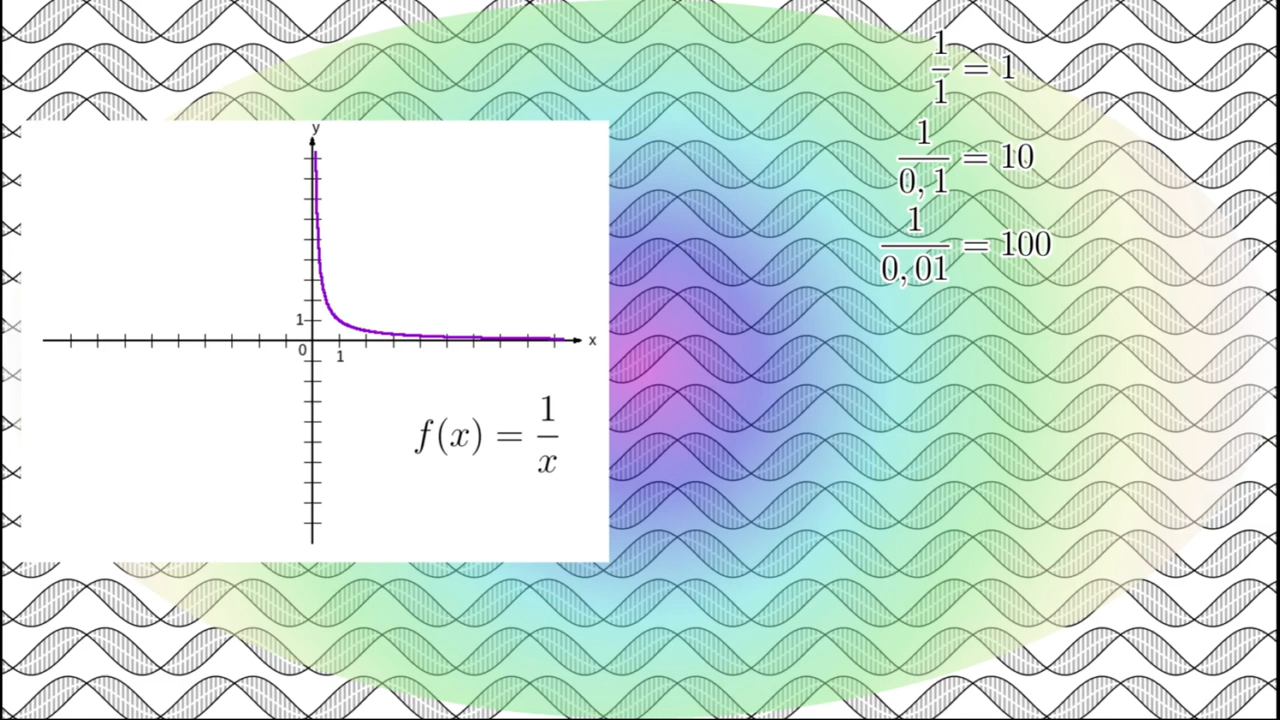 y
1
0
1
x
f(x) = 1/x
1/1 = 1
1/0,1 = 10
1/0,01 = 100